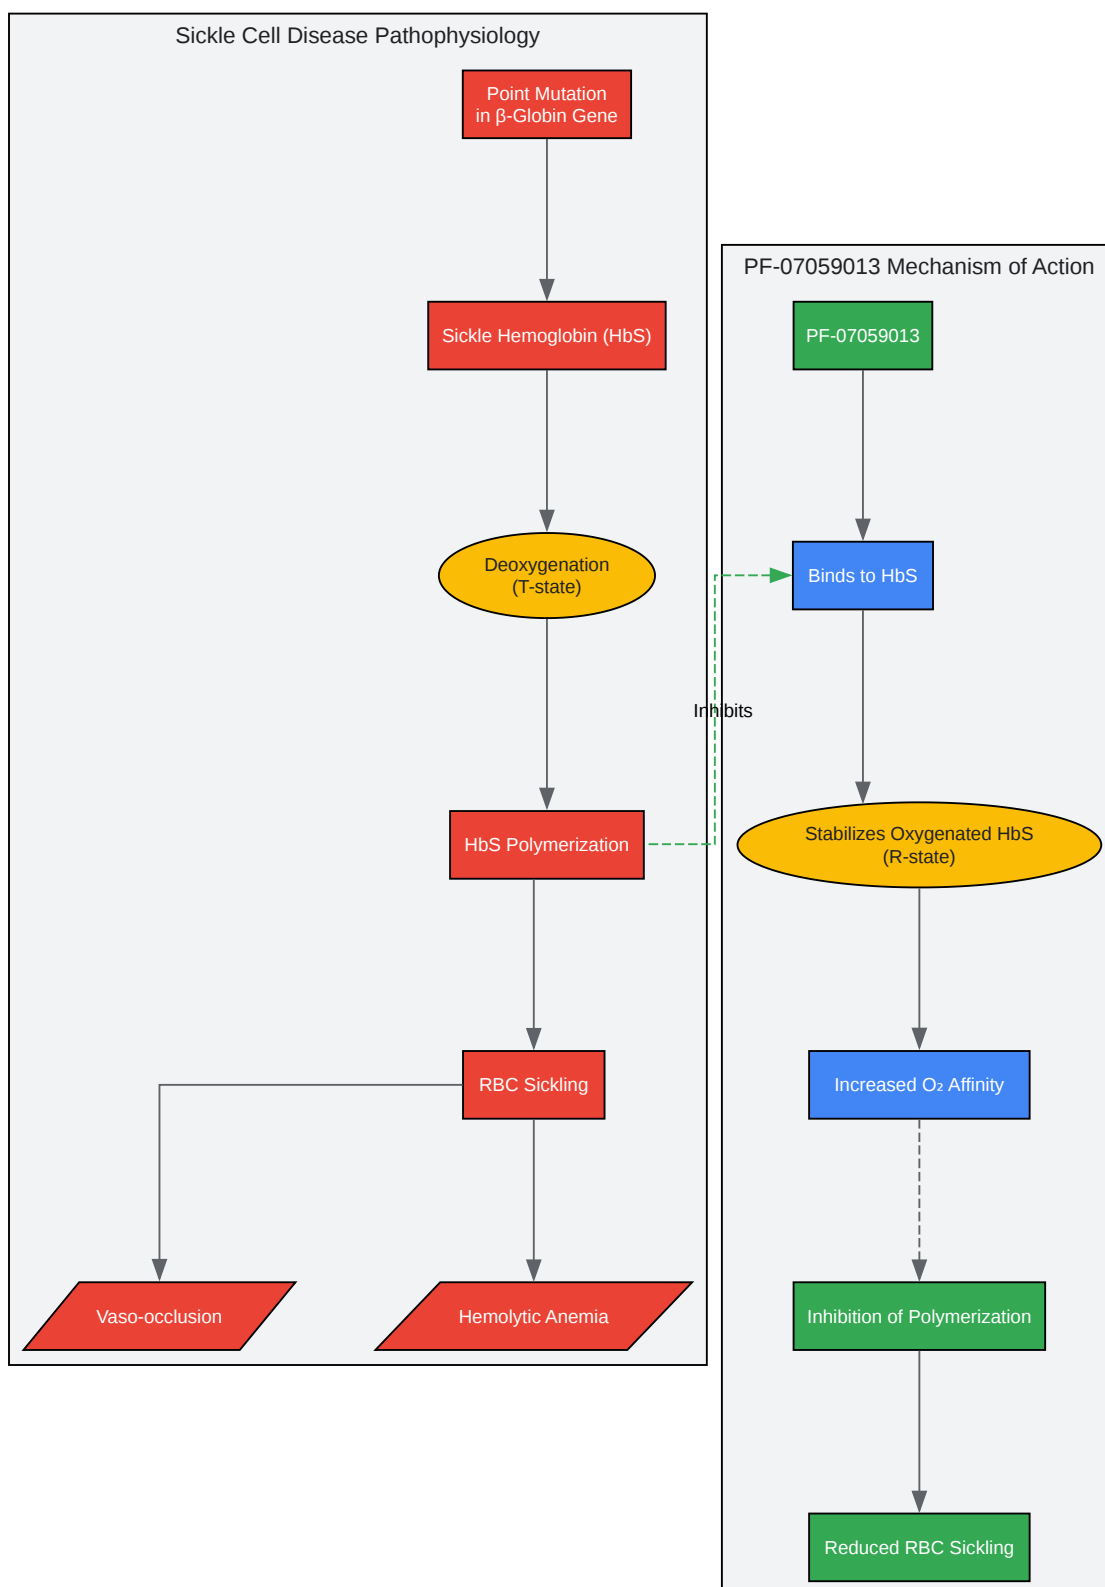 Sickle Cell Disease Pathophysiology
Point Mutation
in β-Globin Gene
Sickle Hemoglobin (HbS)
Deoxygenation
(T-state)
HbS Polymerization
RBC Sickling
Vaso-occlusion
Hemolytic Anemia
Inhibits
PF-07059013 Mechanism of Action
PF-07059013
Binds to HbS
Stabilizes Oxygenated HbS
(R-state)
Increased O₂ Affinity
Inhibition of Polymerization
Reduced RBC Sickling